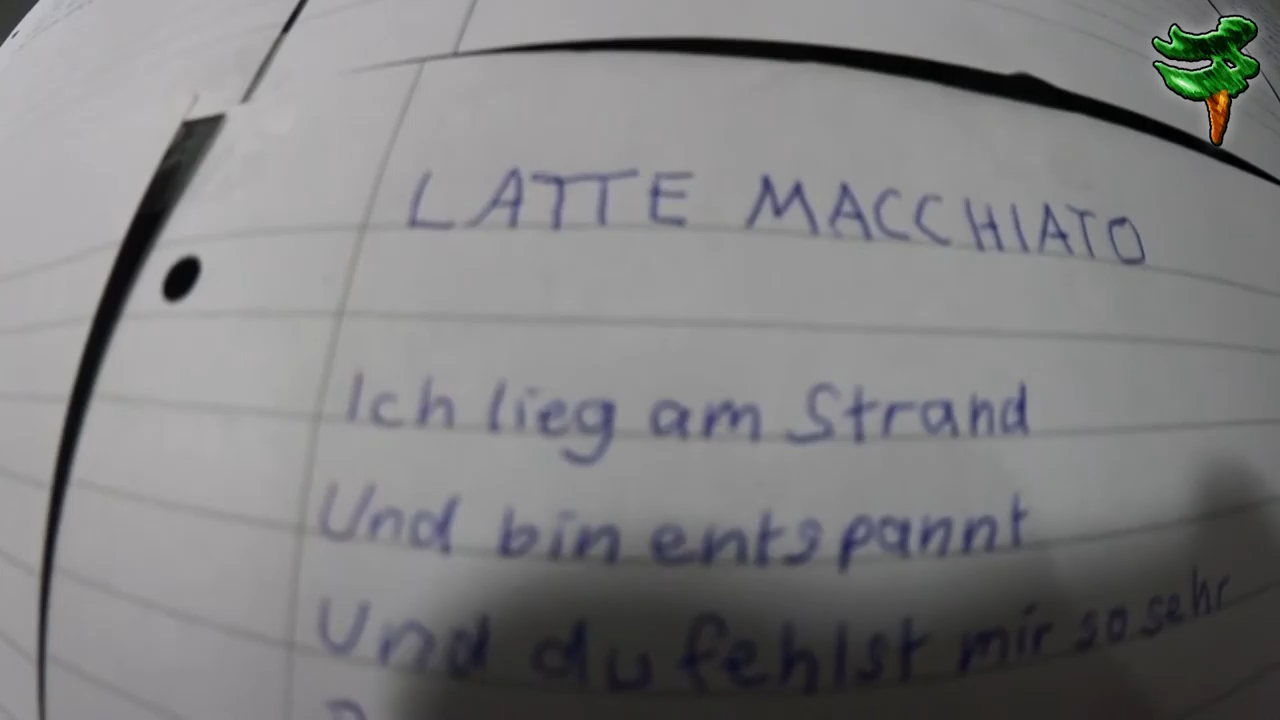 LATTE MACCHIATO
Ich lieg am Strand
Und bin entspannt
Und du fehlst mir so sehr